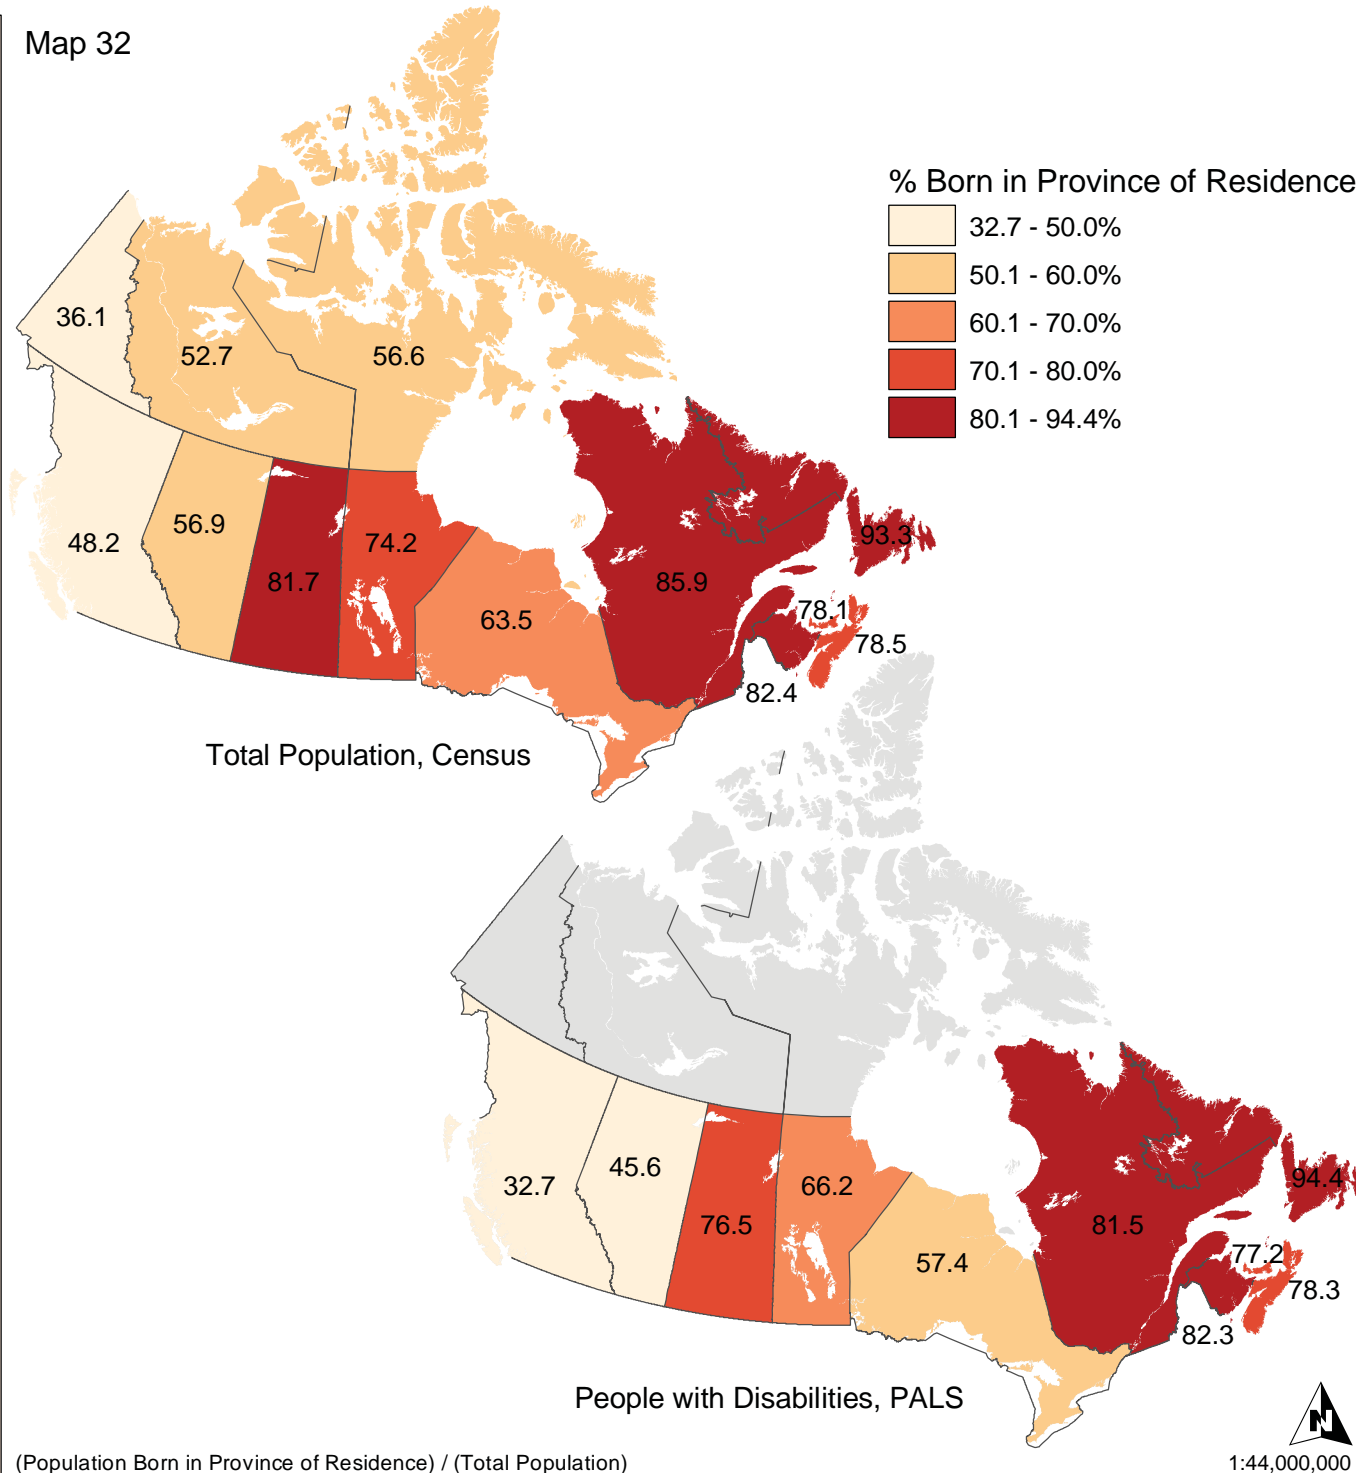 Map 32
% Born in Province of Residence
32.7 - 50.0%
50.1 - 60.0%
60.1 - 70.0%
70.1 - 80.0%
80.1 - 94.4%
36.1
52.7
56.6
48.2
56.9
81.7
74.2
63.5
85.9
93.3
78.1
78.5
82.4
Total Population, Census
32.7
45.6
76.5
66.2
57.4
81.5
94.4
77.2
78.3
82.3
People with Disabilities, PALS
N
(Population Born in Province of Residence) / (Total Population)
1:44,000,000